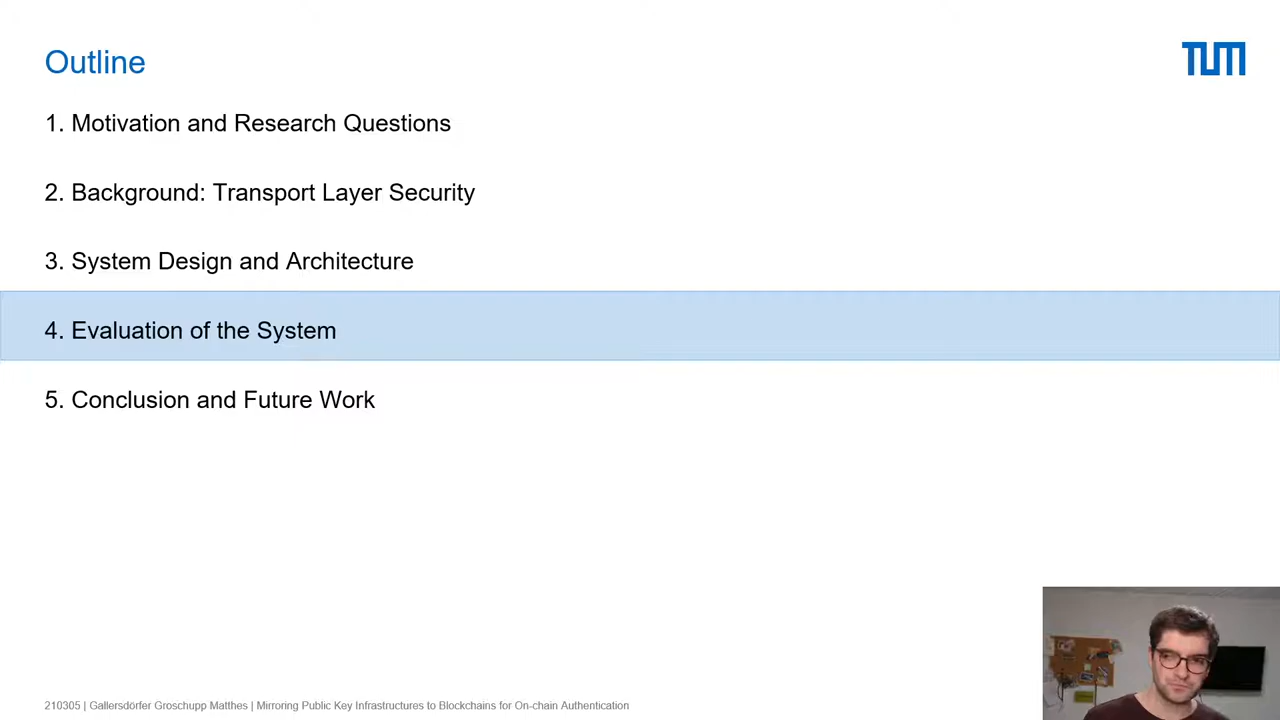 Outline
TUM
1. Motivation and Research Questions
2. Background: Transport Layer Security
3. System Design and Architecture
4. Evaluation of the System
5. Conclusion and Future Work
210305 | Gallersdörfer Groschupp Matthes | Mirroring Public Key Infrastructures to Blockchains for On-chain Authentication